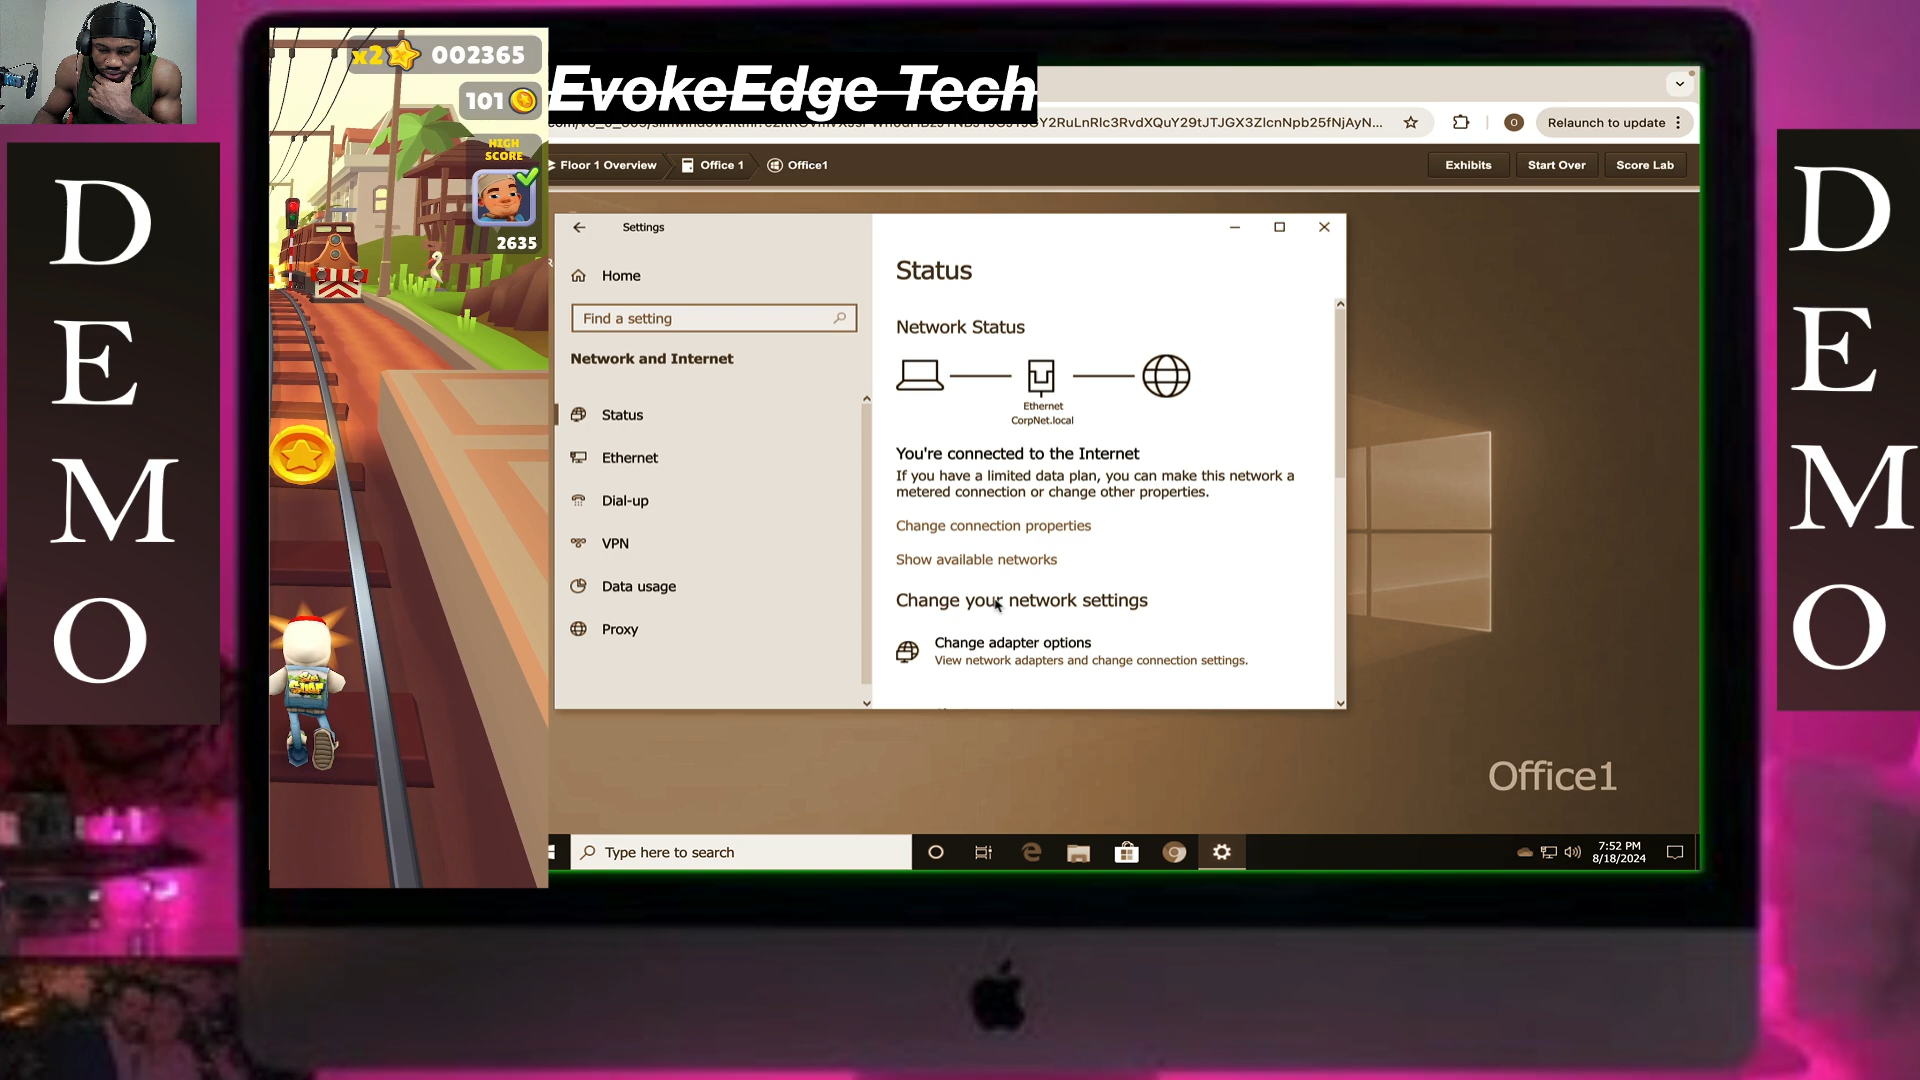 D
E
M
O
x2 002365
101
HIGH
SCORE
2635
EvokeEdge Tech
Relaunch to update
Floor 1 Overview
Office 1
Office1
Exhibits
Start Over
Score Lab
Settings
Home
Find a setting
Network and Internet
Status
Ethernet
Dial-up
VPN
Data usage
Proxy
Status
Network Status
Ethernet
CorpNet.local
You're connected to the Internet
If you have a limited data plan, you can make this network a
metered connection or change other properties.
Change connection properties
Show available networks
Change your network settings
Change adapter options
View network adapters and change connection settings.
Office1
Type here to search
7:52 PM
8/18/2024
D
E
M
O